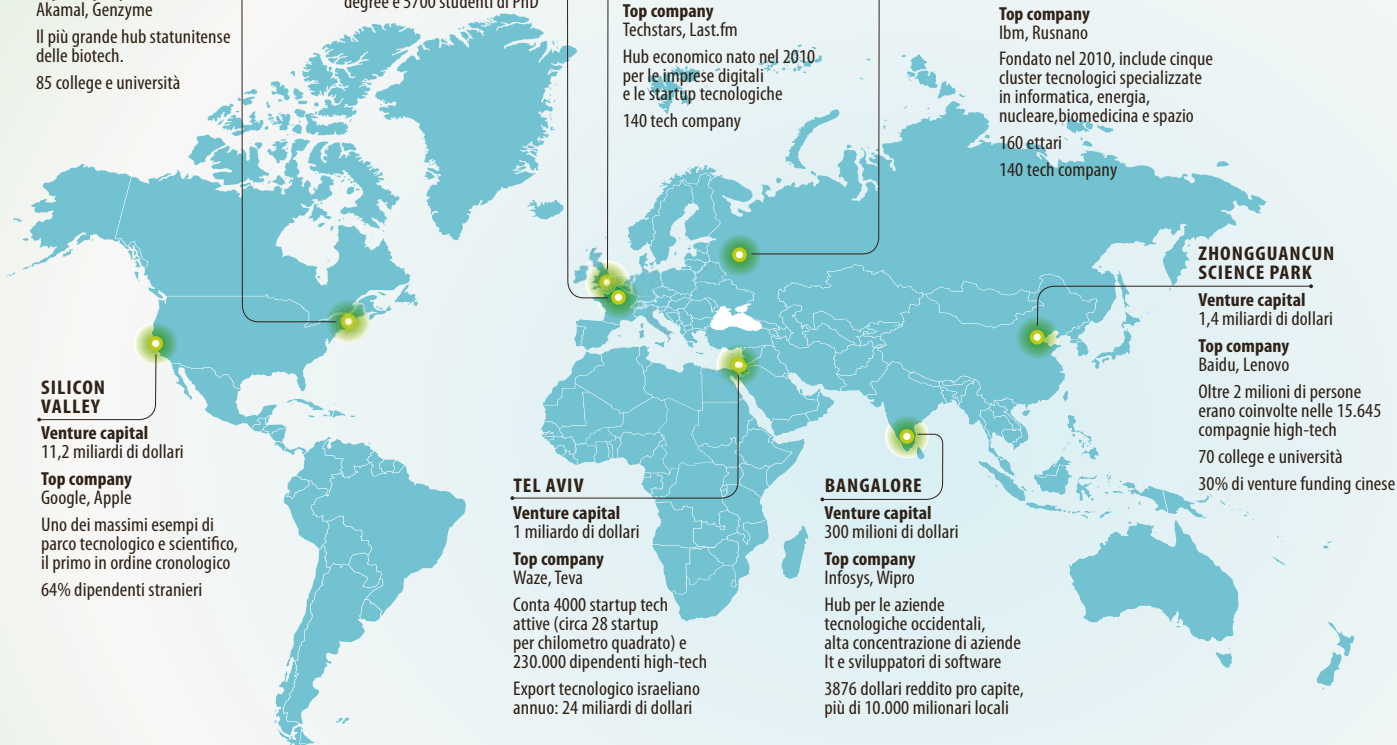 Akamal, Genzyme
Il più grande hub statunitense
delle biotech.
85 college e università
degree e 5700 studenti di PhD
Top company
Techstars, Last.fm
Hub economico nato nel 2010
per le imprese digitali
e le startup tecnologiche
140 tech company
Top company
Ibm, Rusnano
Fondato nel 2010, include cinque
cluster tecnologici specializzate
in informatica, energia,
nucleare,biomedicina e spazio
160 ettari
140 tech company
ZHONGGUANCUN
SCIENCE PARK
Venture capital
1,4 miliardi di dollari
Top company
Baidu, Lenovo
Oltre 2 milioni di persone
erano coinvolte nelle 15.645
compagnie high-tech
70 college e università
30% di venture funding cinese
SILICON
VALLEY
Venture capital
11,2 miliardi di dollari
Top company
Google, Apple
Uno dei massimi esempi di
parco tecnologico e scientifico,
il primo in ordine cronologico
64% dipendenti stranieri
TEL AVIV
Venture capital
1 miliardo di dollari
Top company
Waze, Teva
Conta 4000 startup tech
attive (circa 28 startup
per chilometro quadrato) e
230.000 dipendenti high-tech
Export tecnologico israeliano
annuo: 24 miliardi di dollari
BANGALORE
Venture capital
300 milioni di dollari
Top company
Infosys, Wipro
Hub per le aziende
tecnologiche occidentali,
alta concentrazione di aziende
It e sviluppatori di software
3876 dollari reddito pro capite,
più di 10.000 milionari locali